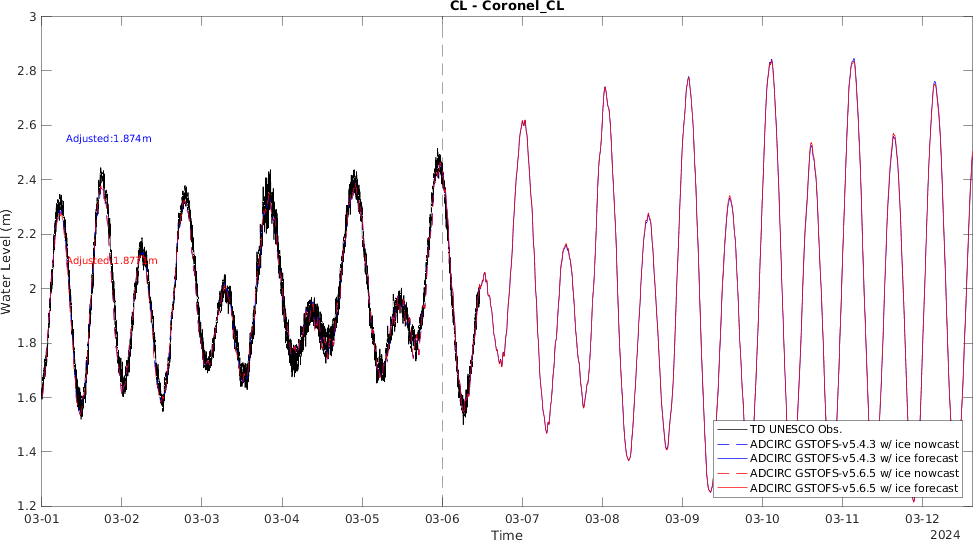 CL - Coronel_CL
3
2.8
2.6
2.4
2.2
2
1.8
1.6
1.4
1.2
Water Level (m)
Adjusted:1.874m
TD UNESCO Obs.
ADCIRC GSTOFS-v5.4.3 w/ ice nowcast
ADCIRC GSTOFS-v5.4.3 w/ ice forecast
ADCIRC GSTOFS-v5.6.5 w/ ice nowcast
ADCIRC GSTOFS-v5.6.5 w/ ice forecast
03-01 03-02 03-03 03-04 03-05 03-06 03-07 03-08 03-09 03-10 03-11 03-12
Time
2024